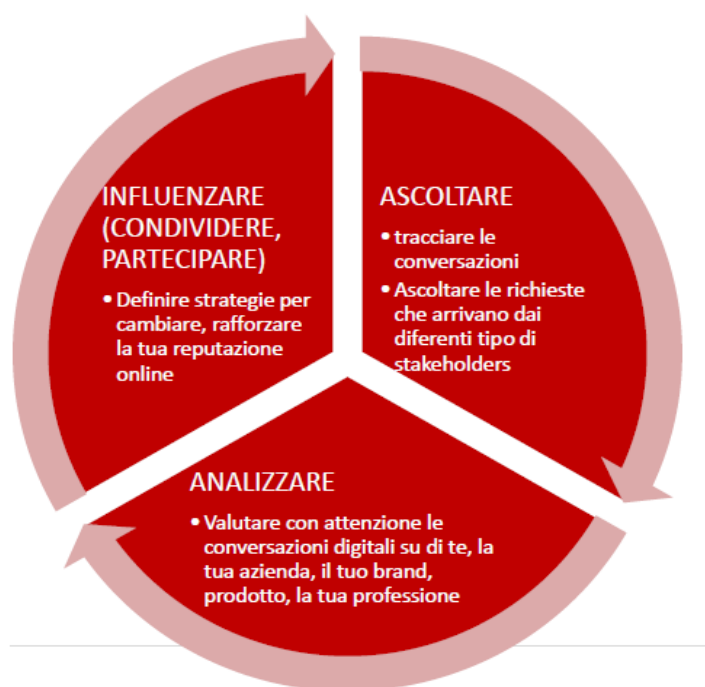 INFLUENZARE
(CONDIVIDERE,
PARTECIPARE)
• Definire strategie per
cambiare, rafforzare
la tua reputazione
online
ASCOLTARE
• tracciare le
conversazioni
• Ascoltare le richieste
che arrivano dai
diferenti tipo di
stakeholders
ANALIZZARE
• Valutare con attenzione le
conversazioni digitali su di te, la
tua azienda, il tuo brand,
prodotto, la tua professione